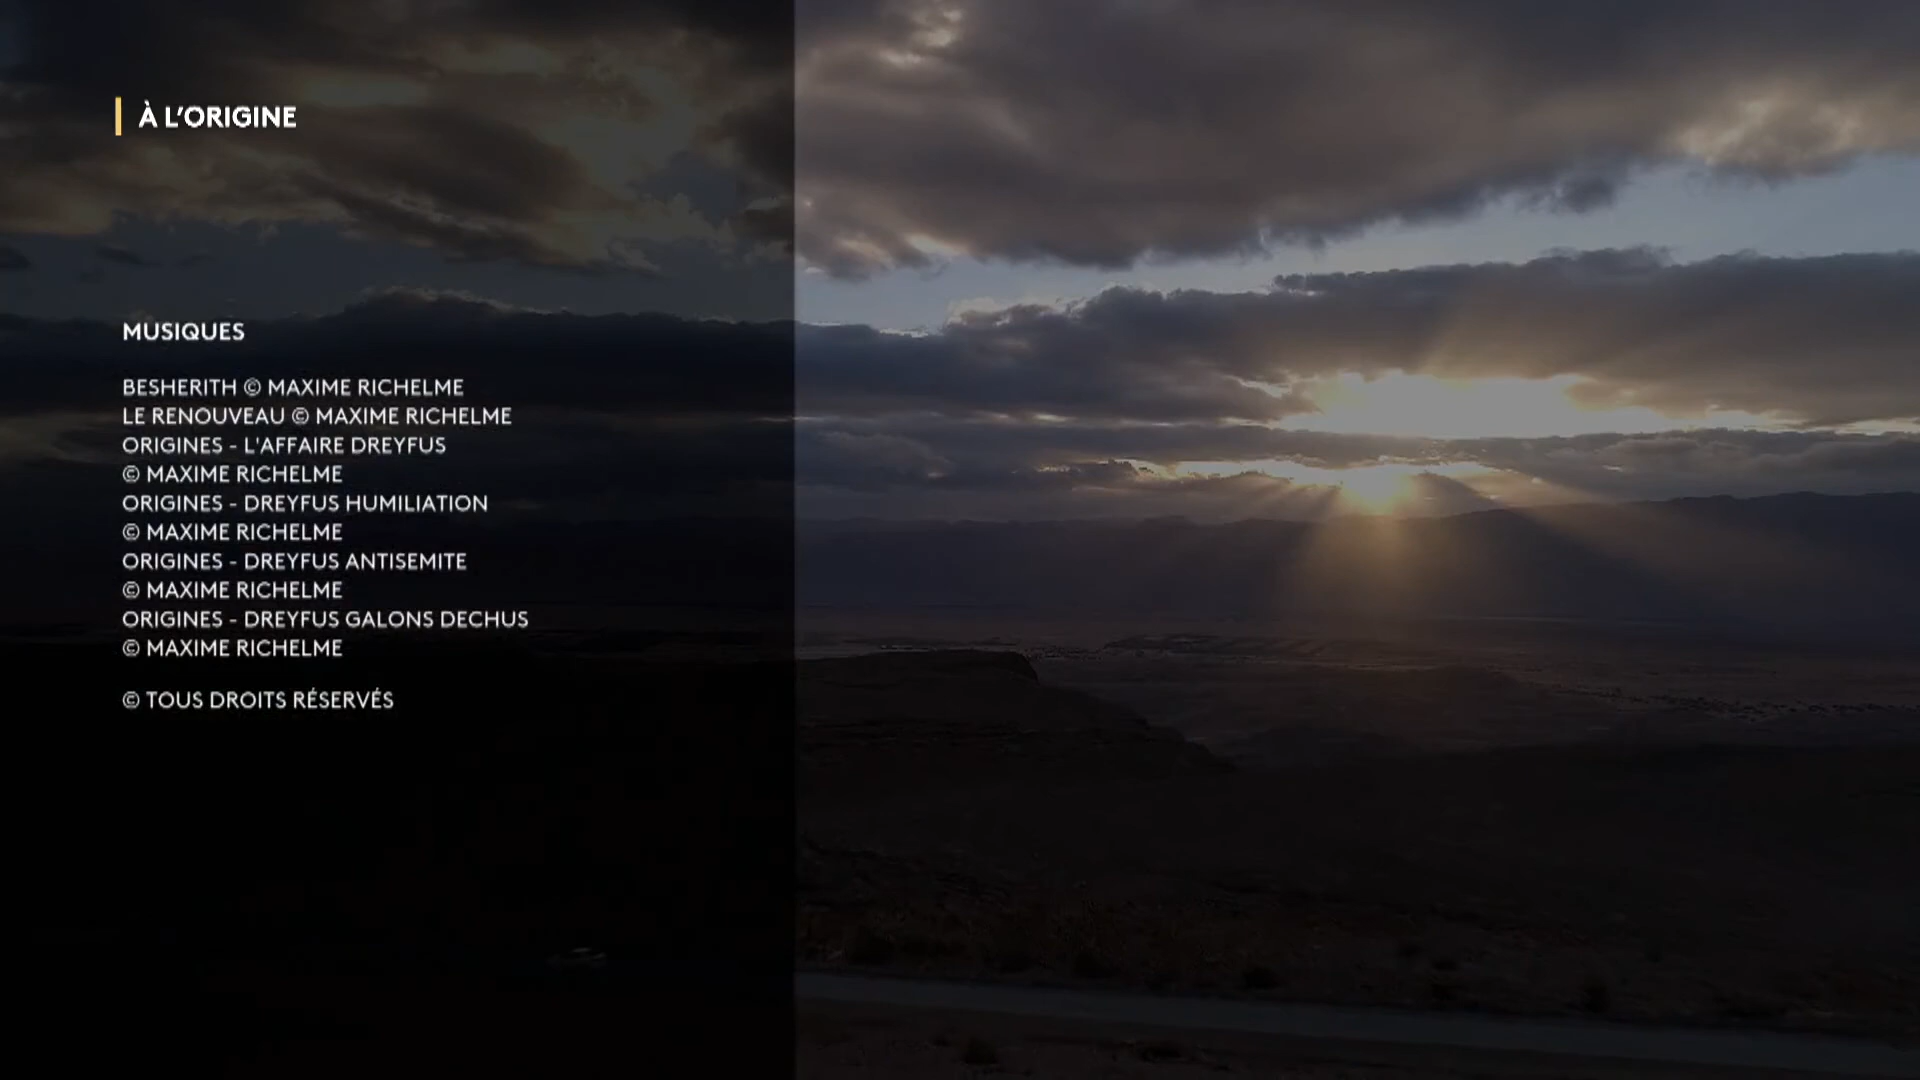 À L’ORIGINE
MUSIQUES
BESHERITH © MAXIME RICHELME
LE RENOUVEAU © MAXIME RICHELME
ORIGINES - L'AFFAIRE DREYFUS
© MAXIME RICHELME
ORIGINES - DREYFUS HUMILIATION
© MAXIME RICHELME
ORIGINES - DREYFUS ANTISEMITE
© MAXIME RICHELME
ORIGINES - DREYFUS GALONS DECHUS
© MAXIME RICHELME
© TOUS DROITS RÉSERVÉS